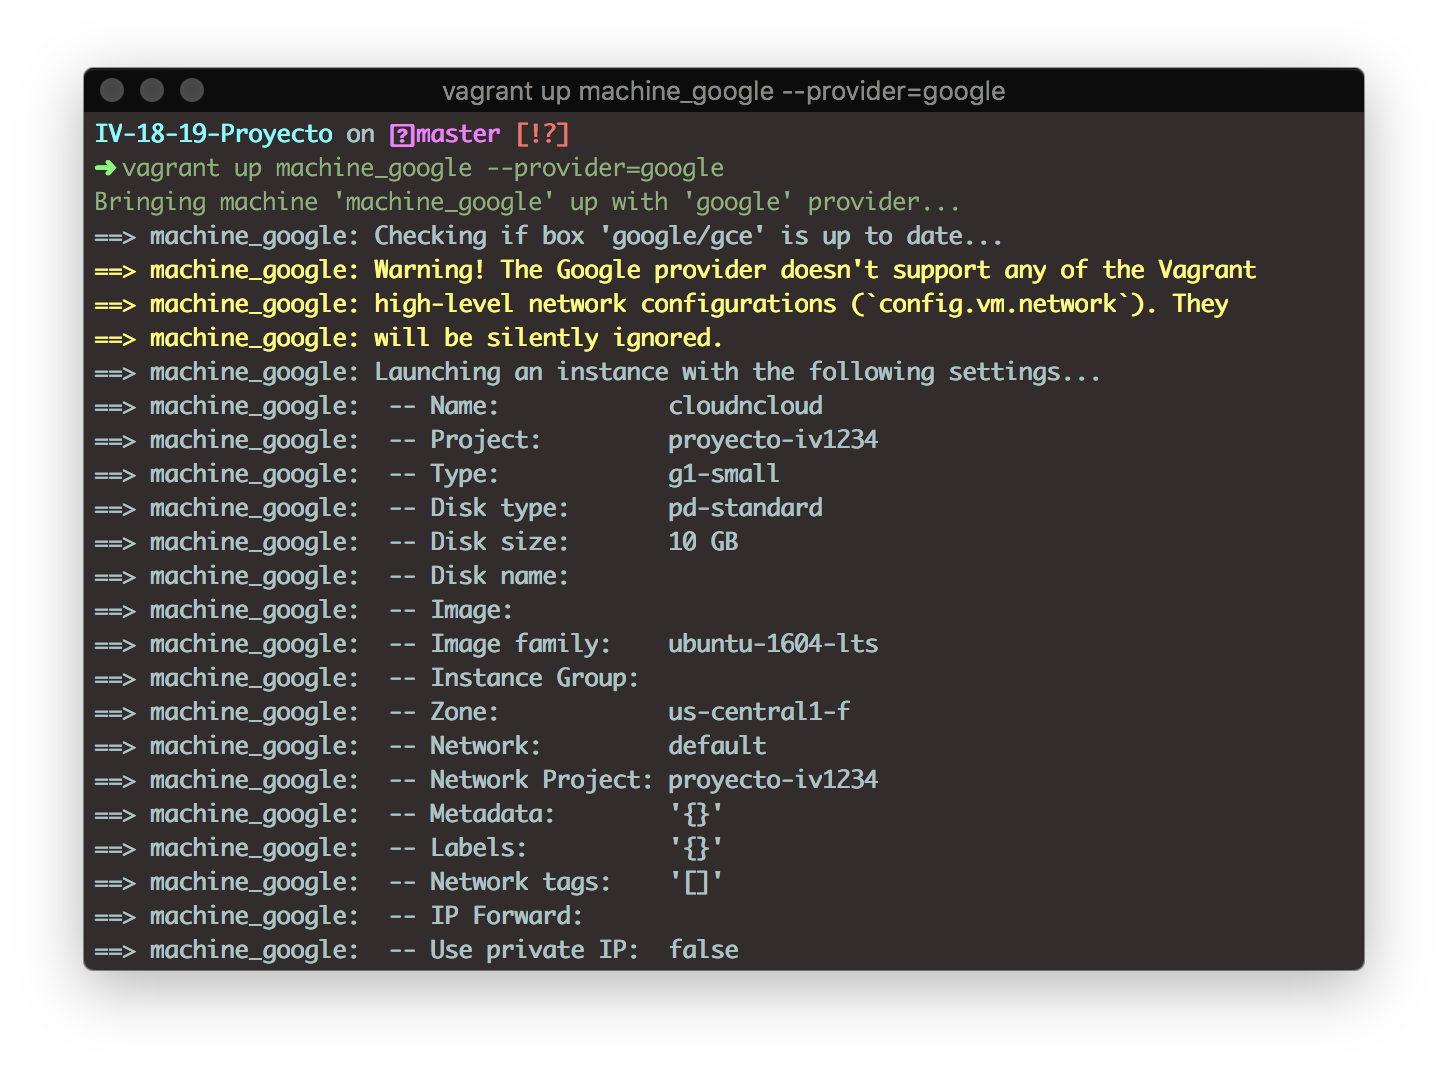 vagrant up machine_google --provider=google
IV-18-19-Proyecto on ?master [!?]
➜ vagrant up machine_google --provider=google
Bringing machine 'machine_google' up with 'google' provider...
==> machine_google: Checking if box 'google/gce' is up to date...
==> machine_google: Warning! The Google provider doesn't support any of the Vagrant
==> machine_google: high-level network configurations (`config.vm.network`). They
==> machine_google: will be silently ignored.
==> machine_google: Launching an instance with the following settings...
==> machine_google:  -- Name:            cloudncloud
==> machine_google:  -- Project:         proyecto-iv1234
==> machine_google:  -- Type:            g1-small
==> machine_google:  -- Disk type:       pd-standard
==> machine_google:  -- Disk size:       10 GB
==> machine_google:  -- Disk name:
==> machine_google:  -- Image:
==> machine_google:  -- Image family:    ubuntu-1604-lts
==> machine_google:  -- Instance Group:
==> machine_google:  -- Zone:            us-central1-f
==> machine_google:  -- Network:         default
==> machine_google:  -- Network Project: proyecto-iv1234
==> machine_google:  -- Metadata:        '{}'
==> machine_google:  -- Labels:          '{}'
==> machine_google:  -- Network tags:    '[]'
==> machine_google:  -- IP Forward:
==> machine_google:  -- Use private IP:  false